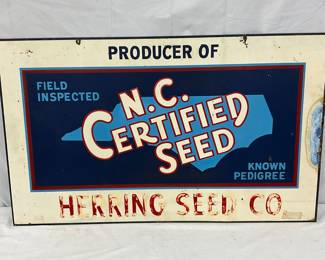 PRODUCER OF
FIELD
INSPECTED
N.C.
CERTIFIED
SEED
KNOWN
PEDIGREE
HERRING SEED CO